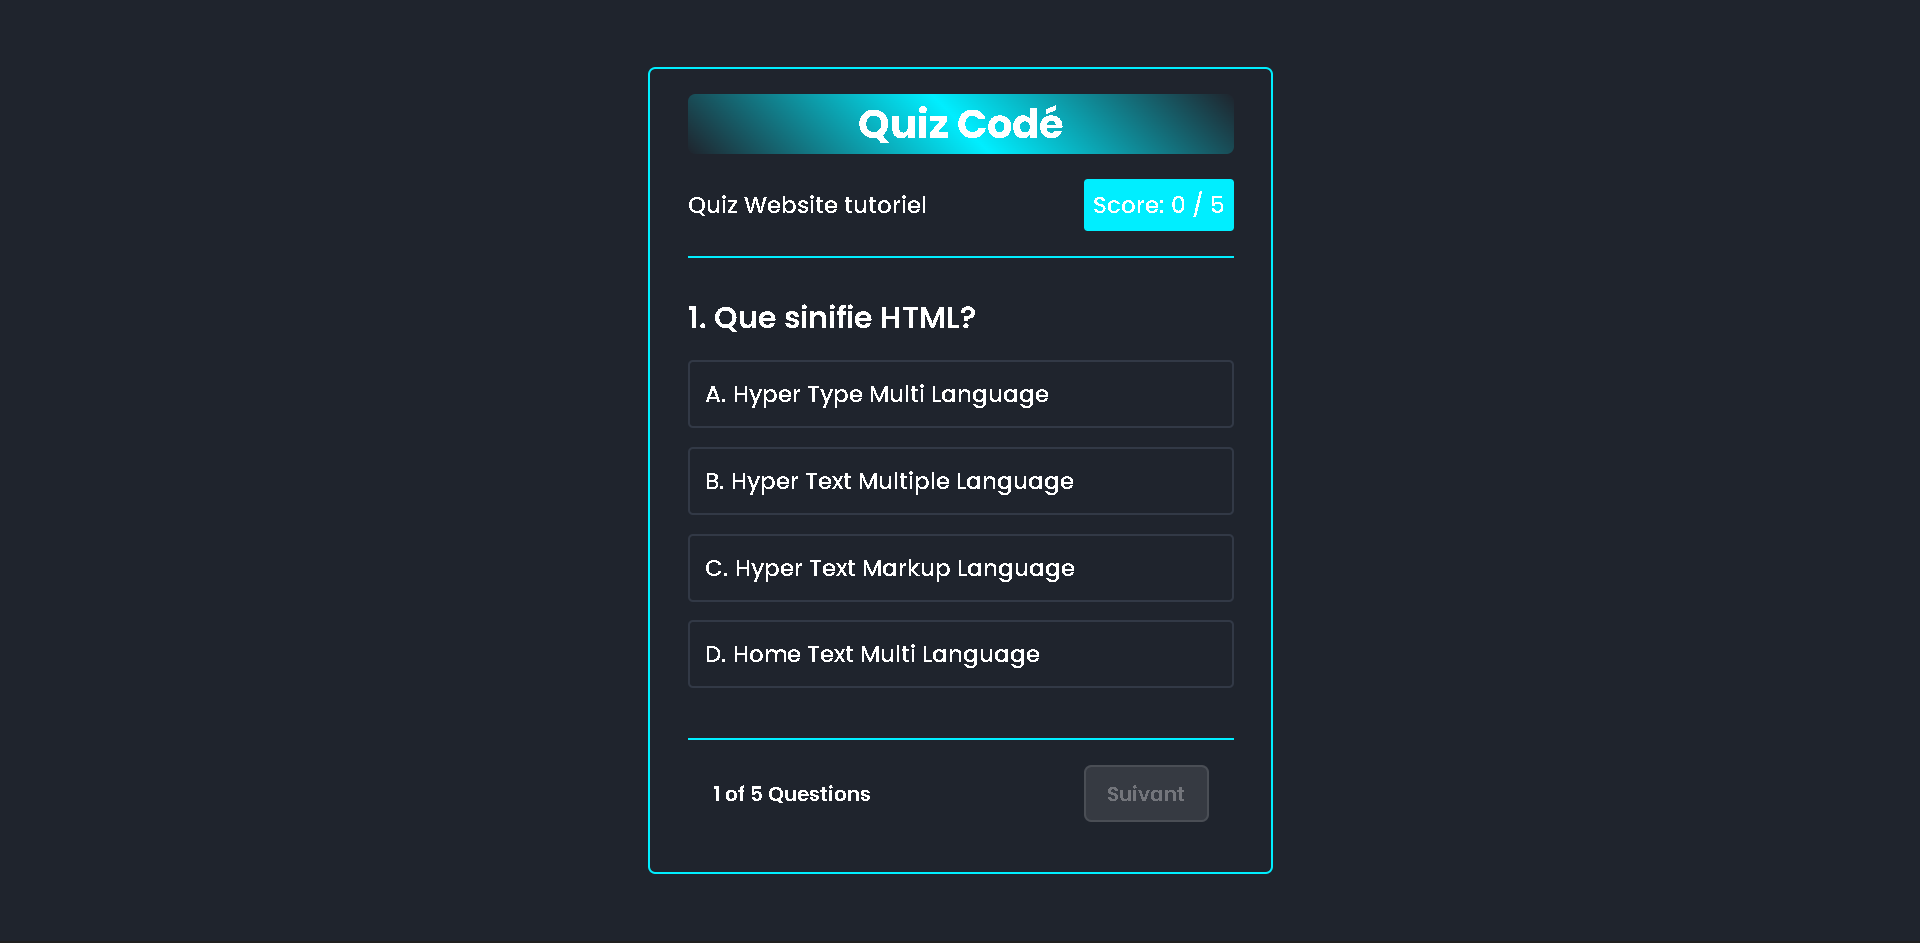 Quiz Codé
Quiz Website tutoriel
Score: 0 / 5
1. Que sinifie HTML?
A. Hyper Type Multi Language
B. Hyper Text Multiple Language
C. Hyper Text Markup Language
D. Home Text Multi Language
1 of 5 Questions
Suivant